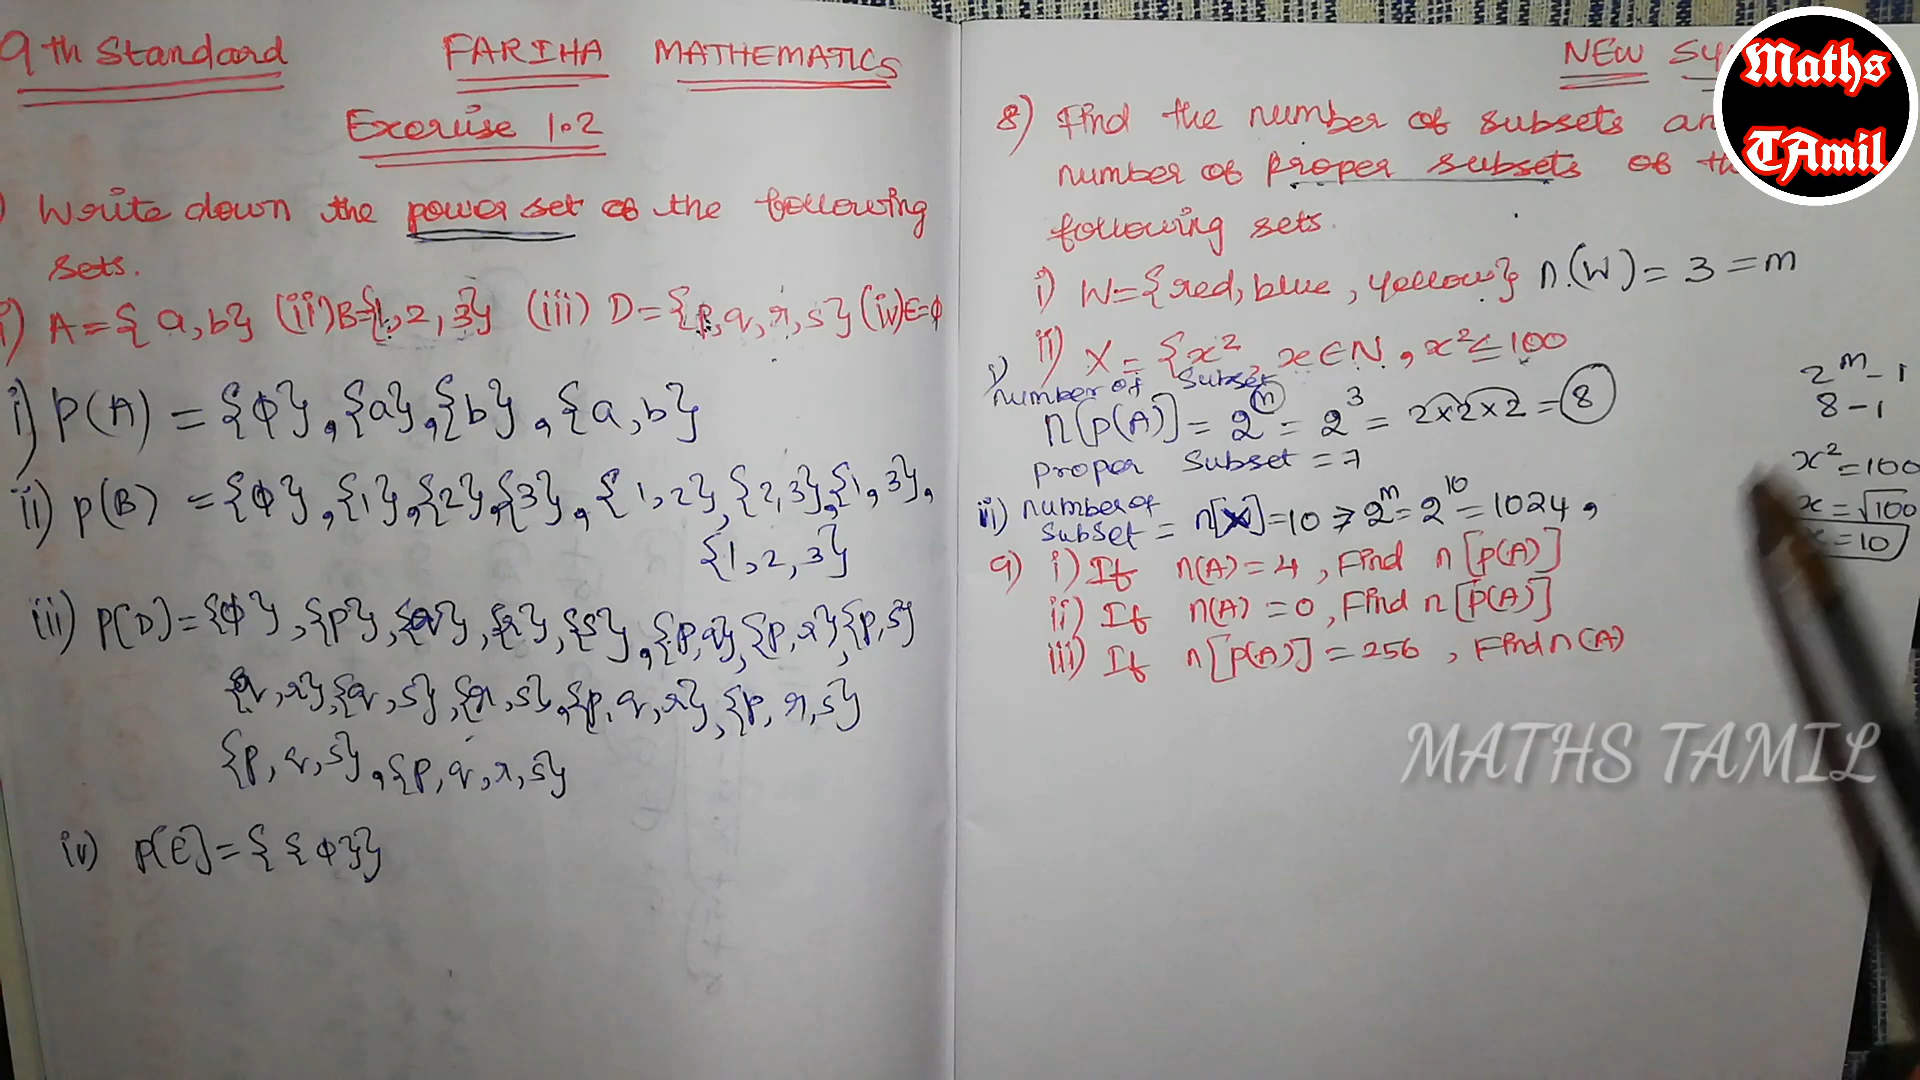 9th Standard FARIHA MATHEMATICS
Exercise 1.2
) Write down the power set of the following
sets.
i) A = {a, b} (ii) B = {1, 2, 3} (iii) D = {p, q, r, s} (iv) E = ϕ
i) P(A) = {ϕ}, {a}, {b}, {a, b}
ii) P(B) = {ϕ}, {1}, {2}, {3}, {1, 2}, {2, 3}, {1, 3},
{1, 2, 3}
iii) P[D] = {ϕ}, {p}, {q}, {r}, {s}, {p, q}, {p, r}, {p, s}
{q, r}, {q, s}, {r, s}, {p, q, r}, {p, r, s}
{p, q, s}, {p, q, r, s}
iv) P[E] = { {ϕ}}
NEW
8) Find the number of subsets
number of proper subsets of
following sets.
i) W = {red, blue, yellow} n(W) = 3 = m
ii) X = {x², x ∈ N, x² ≤ 100
i) number of Subset
n[P(A)] = 2^m = 2³ = 2×2×2 = 8
Proper Subset = 7
2^m - 1
8 - 1
x² = 100
x = √100
x = 10
ii) number of
Subset = n[X] = 10 ⇒ 2^m = 2^10 = 1024,
9) i) If n(A) = 4, Find n[P(A)]
ii) If n(A) = 0, Find n[P(A)]
iii) If n[P(A)] = 256, Find n(A)
Maths
TAmil
MATHS TAMIL